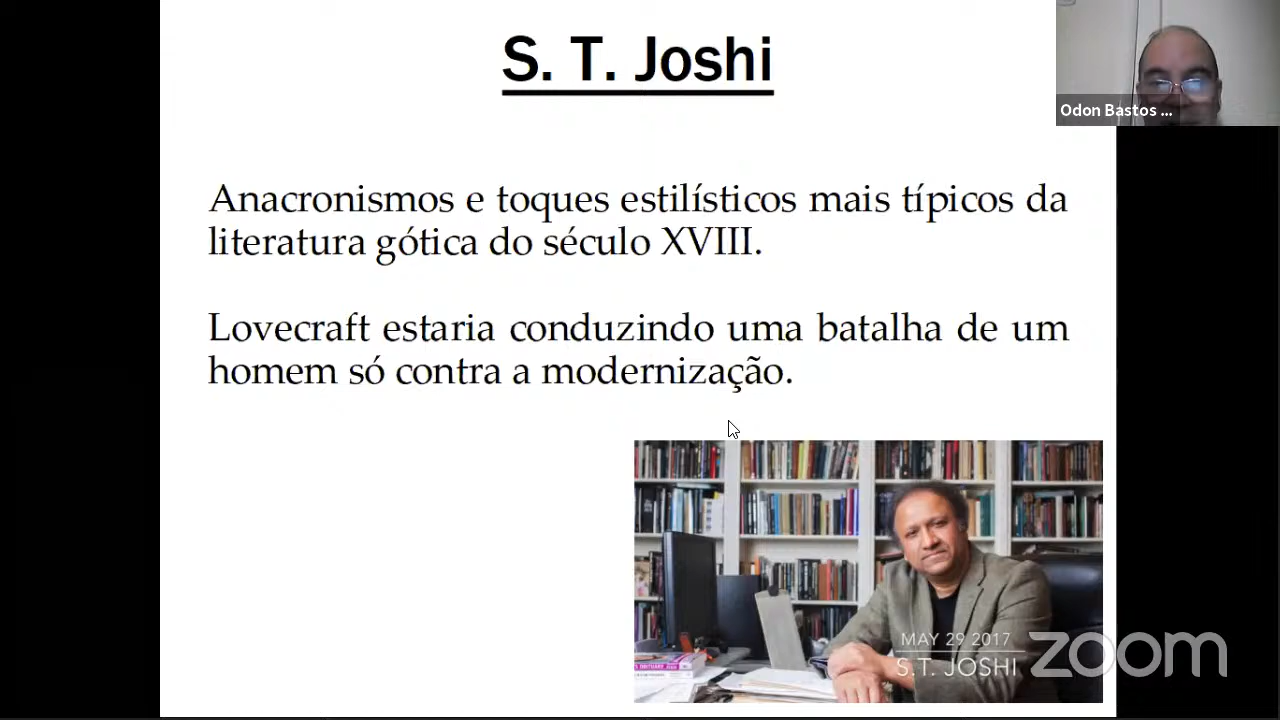 S. T. Joshi
Odon Bastos ...
Anacronismos e toques estilísticos mais típicos da
literatura gótica do século XVIII.
Lovecraft estaria conduzindo uma batalha de um
homem só contra a modernização.
MAY 29 2017
S.T. JOSHI
zoom